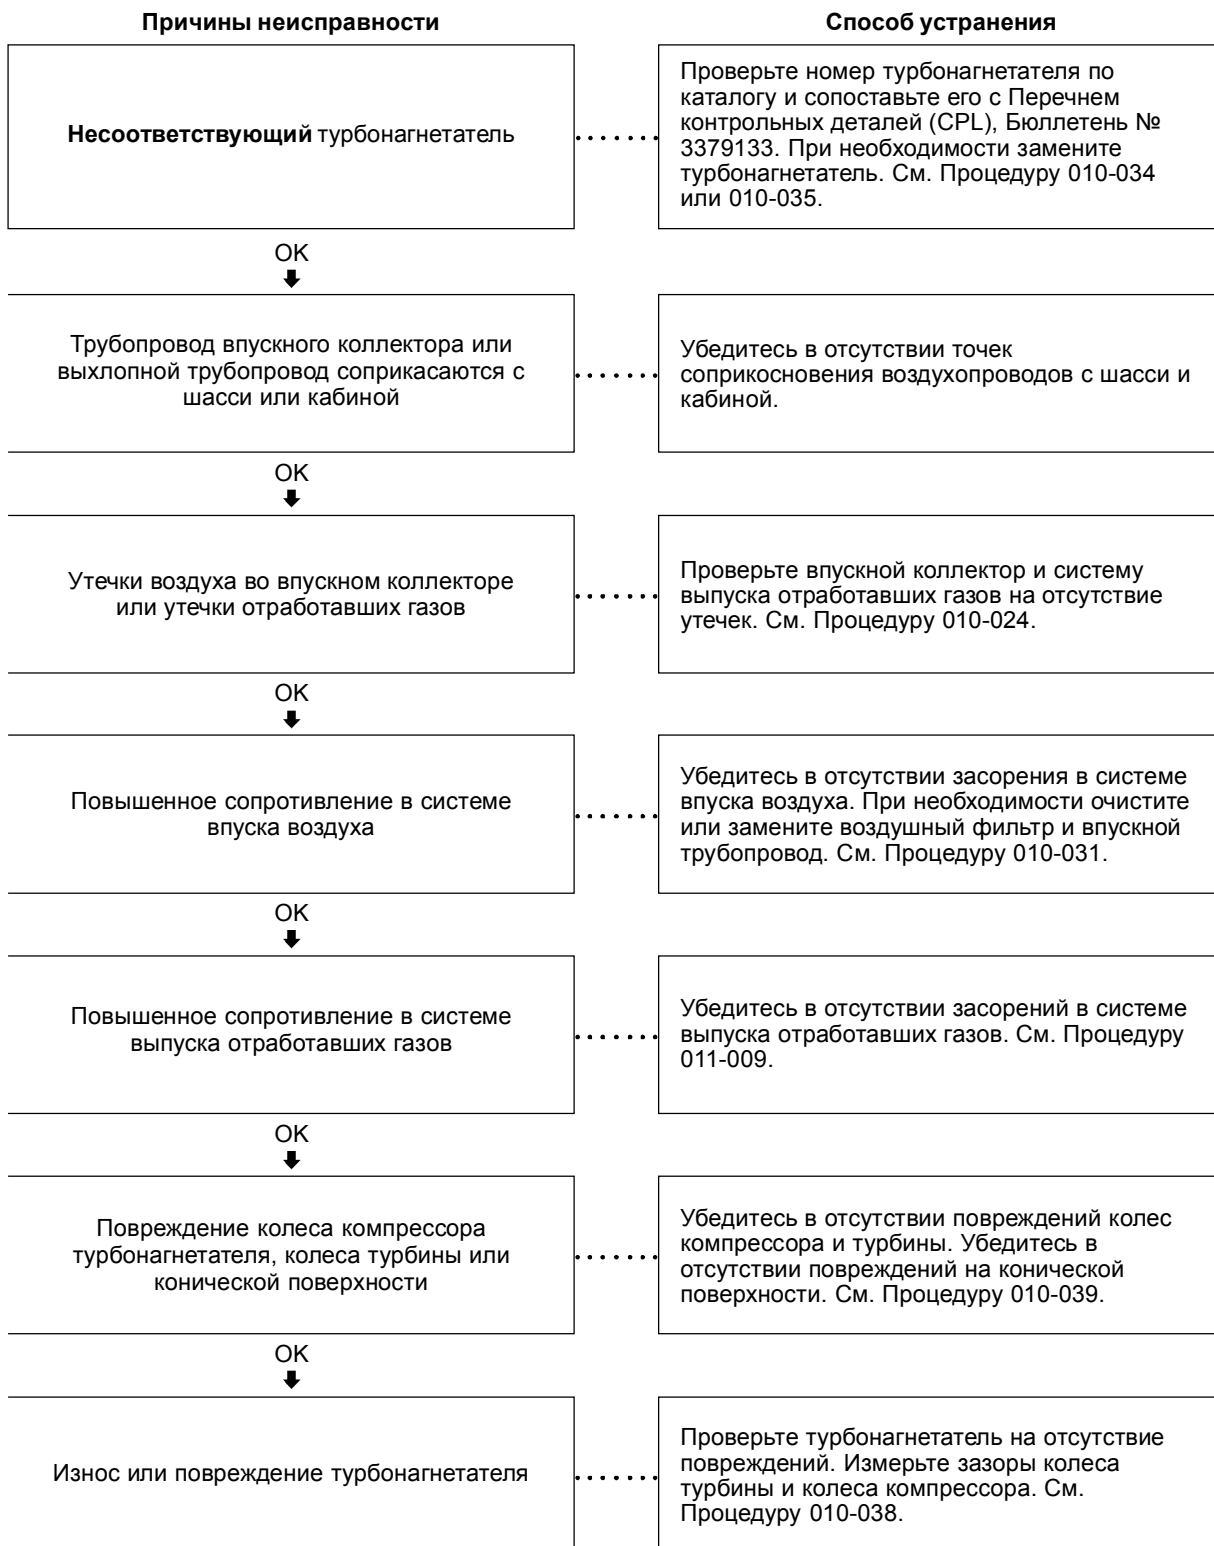 Причины неисправности
Способ устранения
Несоответствующий турбонагнетатель
Проверьте номер турбонагнетателя по
каталогу и сопоставьте его с Перечнем
контрольных деталей (CPL), Бюллетень №
3379133. При необходимости замените
турбонагнетатель. См. Процедуру 010-034
или 010-035.
OK
Трубопровод впускного коллектора или
выхлопной трубопровод соприкасаются с
шасси или кабиной
Убедитесь в отсутствии точек
соприкосновения воздухопроводов с шасси и
кабиной.
OK
Утечки воздуха во впускном коллекторе
или утечки отработавших газов
Проверьте впускной коллектор и систему
выпуска отработавших газов на отсутствие
утечек. См. Процедуру 010-024.
OK
Повышенное сопротивление в системе
впуска воздуха
Убедитесь в отсутствии засорения в системе
впуска воздуха. При необходимости очистите
или замените воздушный фильтр и впускной
трубопровод. См. Процедуру 010-031.
OK
Повышенное сопротивление в системе
выпуска отработавших газов
Убедитесь в отсутствии засорений в системе
выпуска отработавших газов. См. Процедуру
011-009.
OK
Повреждение колеса компрессора
турбонагнетателя, колеса турбины или
конической поверхности
Убедитесь в отсутствии повреждений колес
компрессора и турбины. Убедитесь в
отсутствии повреждений на конической
поверхности. См. Процедуру 010-039.
OK
Износ или повреждение турбонагнетателя
Проверьте турбонагнетатель на отсутствие
повреждений. Измерьте зазоры колеса
турбины и колеса компрессора. См.
Процедуру 010-038.